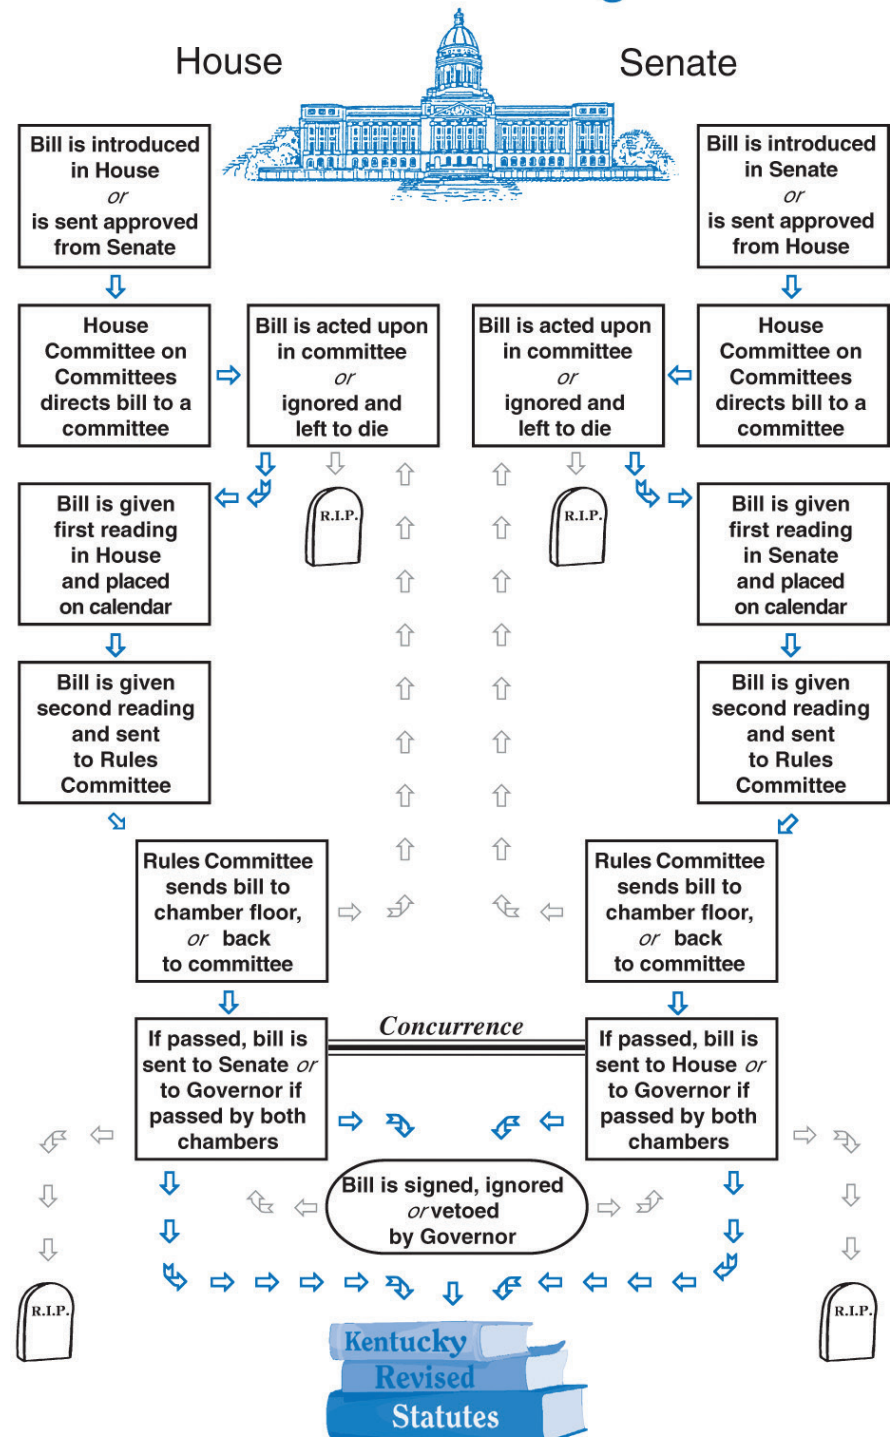 House
Senate
Bill is introduced
in House
or
is sent approved
from Senate
Bill is introduced
in Senate
or
is sent approved
from House
House
Committee on
Committees
directs bill to a
committee
Bill is acted upon
in committee
or
ignored and
left to die
Bill is acted upon
in committee
or
ignored and
left to die
House
Committee on
Committees
directs bill to a
committee
Bill is given
first reading
in House
and placed
on calendar
R.I.P.
R.I.P.
Bill is given
first reading
in Senate
and placed
on calendar
Bill is given
second reading
and sent
to Rules
Committee
Bill is given
second reading
and sent
to Rules
Committee
Rules Committee
sends bill to
chamber floor,
or back
to committee
Rules Committee
sends bill to
chamber floor,
or back
to committee
If passed, bill is
sent to Senate or
to Governor if
passed by both
chambers
Concurrence
If passed, bill is
sent to House or
to Governor if
passed by both
chambers
Bill is signed, ignored
or vetoed
by Governor
R.I.P.
R.I.P.
Kentucky
Revised
Statutes